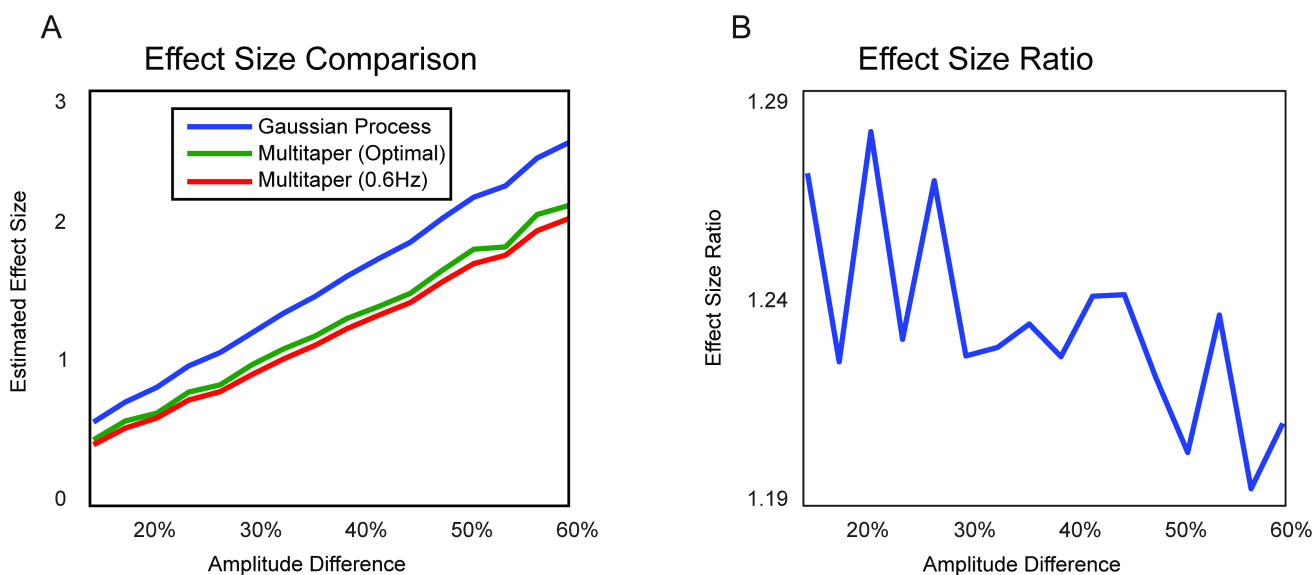 A
Effect Size Comparison
3
2
1
0
Estimated Effect Size
Gaussian Process
Multitaper (Optimal)
Multitaper (0.6Hz)
20% 30% 40% 50% 60%
Amplitude Difference
B
Effect Size Ratio
1.29
1.24
1.19
Effect Size Ratio
20% 30% 40% 50% 60%
Amplitude Difference